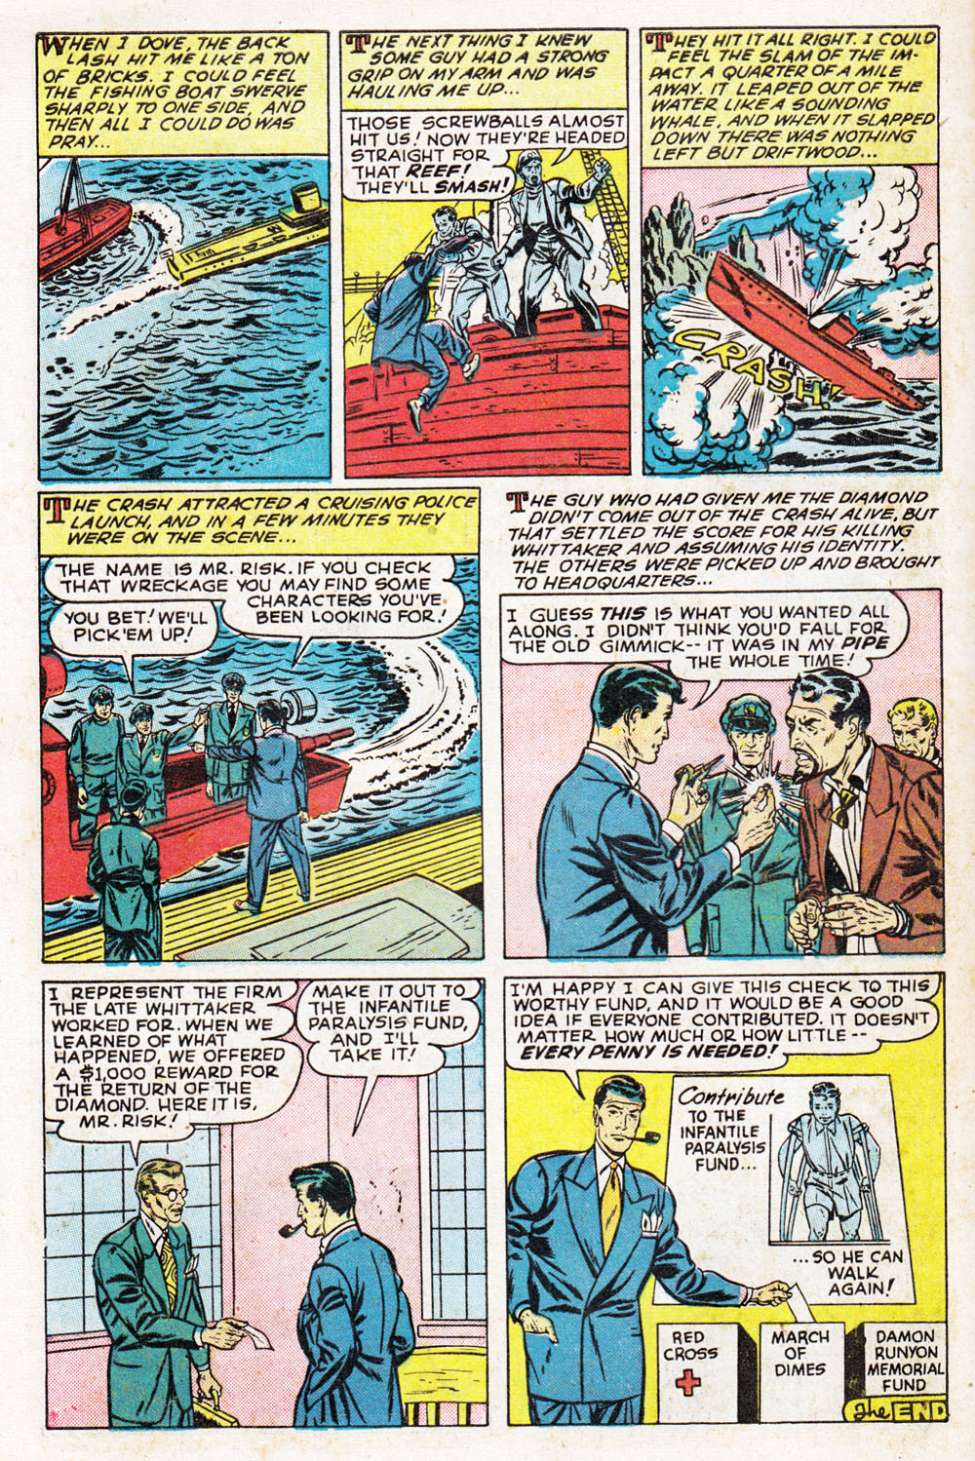 WHEN I DOVE, THE BACK
LASH HIT ME LIKE A TON
OF BRICKS. I COULD FEEL
THE FISHING BOAT SWERVE
SHARPLY TO ONE SIDE, AND
THEN ALL I COULD DO WAS
PRAY...
THE NEXT THING I KNEW
SOME GUY HAD A STRONG
GRIP ON MY ARM AND WAS
HAULING ME UP...
THOSE SCREWBALLS ALMOST
HIT US! NOW THEY'RE HEADED
STRAIGHT FOR
THAT REEF!
THEY'LL SMASH!
THEY HIT IT ALL RIGHT. I COULD
FEEL THE SLAM OF THE IM-
PACT A QUARTER OF A MILE
AWAY. IT LEAPED OUT OF THE
WATER LIKE A SOUNDING
WHALE, AND WHEN IT SLAPPED
DOWN THERE WAS NOTHING
LEFT BUT DRIFTWOOD...
CRASH!
THE CRASH ATTRACTED A CRUISING POLICE
LAUNCH, AND IN A FEW MINUTES THEY
WERE ON THE SCENE...
THE NAME IS MR. RISK. IF YOU CHECK
THAT WRECKAGE YOU MAY FIND SOME
CHARACTERS YOU'VE
BEEN LOOKING FOR!
YOU BET! WE'LL
PICK 'EM UP!
THE GUY WHO HAD GIVEN ME THE DIAMOND
DIDN'T COME OUT OF THE CRASH ALIVE, BUT
THAT SETTLED THE SCORE FOR HIS KILLING
WHITTAKER AND ASSUMING HIS IDENTITY.
THE OTHERS WERE PICKED UP AND BROUGHT
TO HEADQUARTERS...
I GUESS THIS IS WHAT YOU WANTED ALL
ALONG. I DIDN'T THINK YOU'D FALL FOR
THE OLD GIMMICK--IT WAS IN MY PIPE
THE WHOLE TIME!
I REPRESENT THE FIRM
THE LATE WHITTAKER
WORKED FOR. WHEN WE
LEARNED OF WHAT
HAPPENED, WE OFFERED
A $1,000 REWARD FOR
THE RETURN OF THE
DIAMOND. HERE IT IS,
MR. RISK!
MAKE IT OUT TO
THE INFANTILE
PARALYSIS FUND,
AND I'LL
TAKE IT!
I'M HAPPY I CAN GIVE THIS CHECK TO THIS
WORTHY FUND, AND IT WOULD BE A GOOD
IDEA IF EVERYONE CONTRIBUTED. IT DOESN'T
MATTER HOW MUCH OR HOW LITTLE--
EVERY PENNY IS NEEDED!
Contribute
TO THE
INFANTILE
PARALYSIS
FUND...
...SO HE CAN
WALK
AGAIN!
RED
CROSS
MARCH
OF
DIMES
DAMON
RUNYON
MEMORIAL
FUND
The END